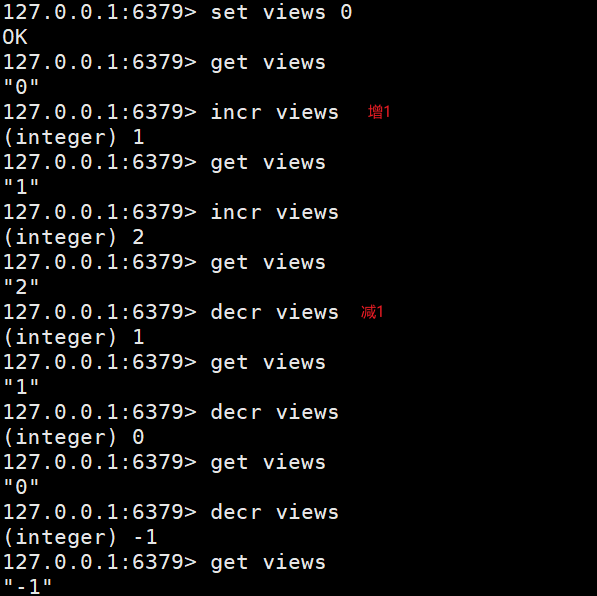 127.0.0.1:6379> set views 0
OK
127.0.0.1:6379> get views
"0"
127.0.0.1:6379> incr views 增1
(integer) 1
127.0.0.1:6379> get views
"1"
127.0.0.1:6379> incr views
(integer) 2
127.0.0.1:6379> get views
"2"
127.0.0.1:6379> decr views 减1
(integer) 1
127.0.0.1:6379> get views
"1"
127.0.0.1:6379> decr views
(integer) 0
127.0.0.1:6379> get views
"0"
127.0.0.1:6379> decr views
(integer) -1
127.0.0.1:6379> get views
"-1"